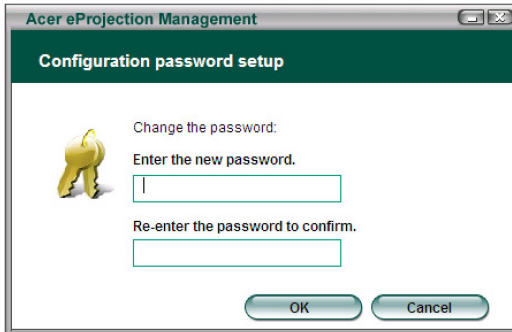 Acer eProjection Management
Configuration password setup
Change the password:
Enter the new password.
Re-enter the password to confirm.
OK Cancel